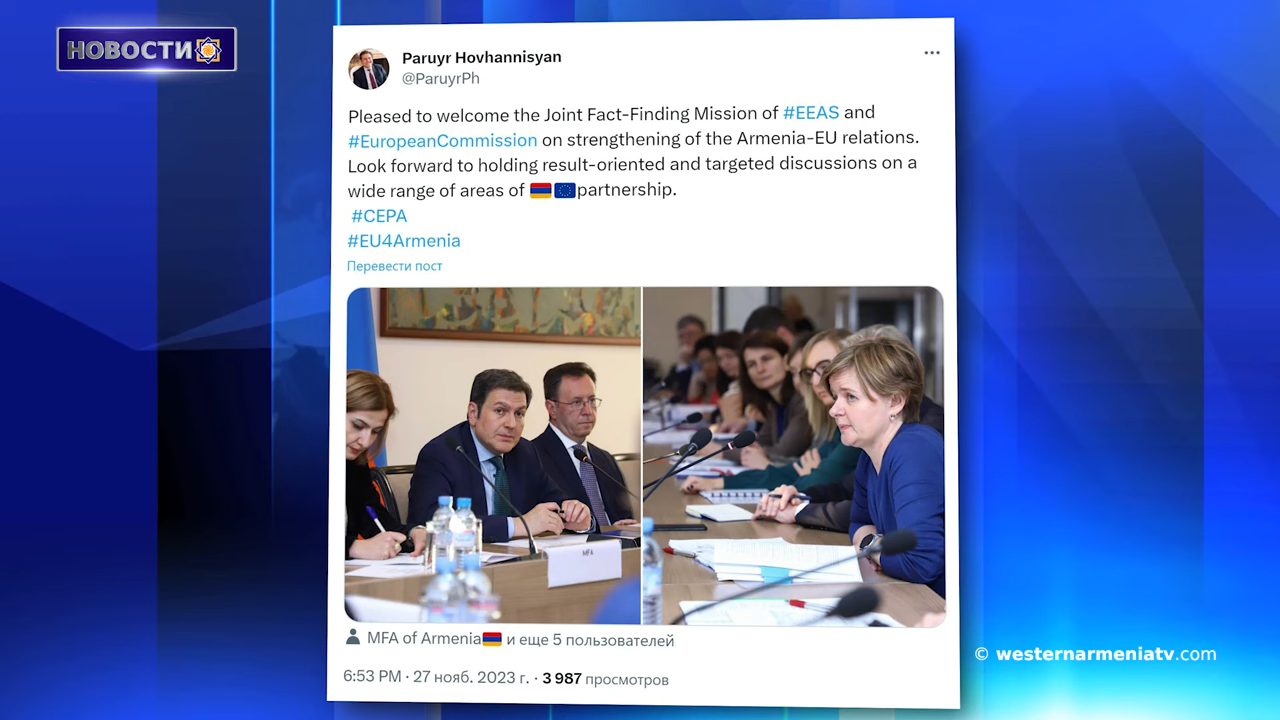 НОВОСТИ
Paruyr Hovhannisyan
@ParuyrPh
Pleased to welcome the Joint Fact-Finding Mission of #EEAS and
#EuropeanCommission on strengthening of the Armenia-EU relations.
Look forward to holding result-oriented and targeted discussions on a
wide range of areas of 🇦🇲🇪🇺partnership.
#CEPA
#EU4Armenia
Перевести пост
MFA
MFA of Armenia🇦🇲 и еще 5 пользователей
6:53 PM · 27 нояб. 2023 г. · 3 987 просмотров
© westernarmeniatv.com